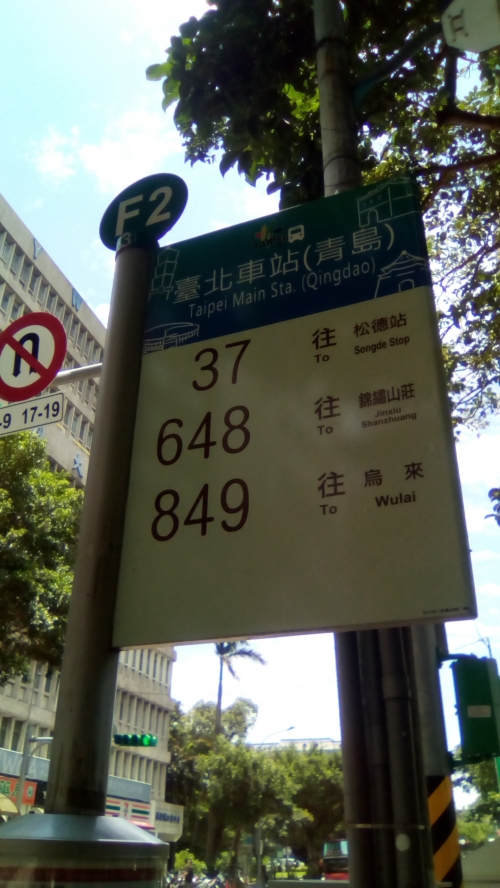 F2
臺北車站(青島)
Taipei Main Sta. (Qingdao)
37 往 松德站
To Songde Stop
648 往 錦繡山莊
To Jinxiu Shanzhuang
849 往 烏來
To Wulai
-9 17-19